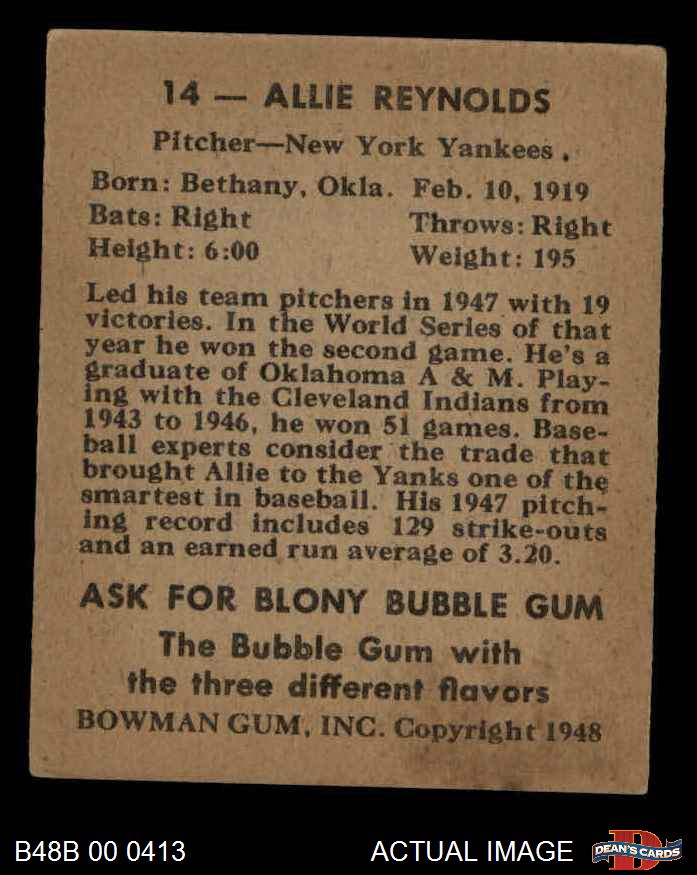 14 — ALLIE REYNOLDS
Pitcher—New York Yankees.
Born: Bethany, Okla. Feb. 10, 1919
Bats: Right Throws: Right
Height: 6:00 Weight: 195
Led his team pitchers in 1947 with 19
victories. In the World Series of that
year he won the second game. He's a
graduate of Oklahoma A & M. Play-
ing with the Cleveland Indians from
1943 to 1946, he won 51 games. Base-
ball experts consider the trade that
brought Allie to the Yanks one of the
smartest in baseball. His 1947 pitch-
ing record includes 129 strike-outs
and an earned run average of 3.20.
ASK FOR BLONY BUBBLE GUM
The Bubble Gum with
the three different flavors
BOWMAN GUM, INC. Copyright 1948
B48B 00 0413 ACTUAL IMAGE D DEAN'S CARDS